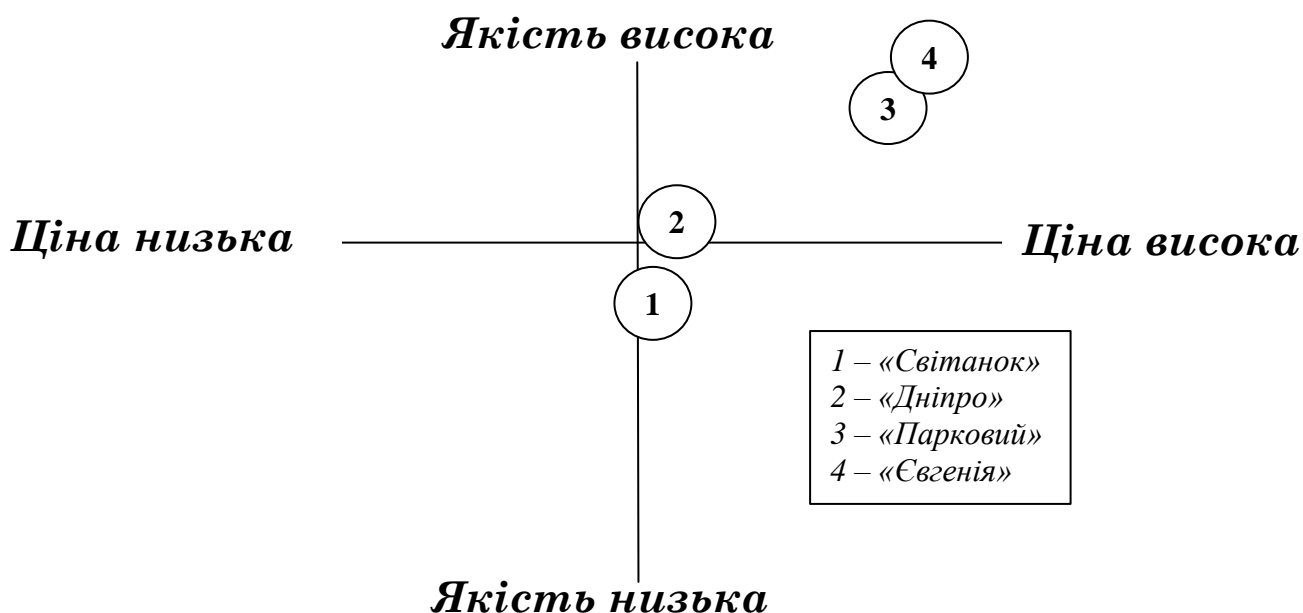 Якість висока
4
3
2
Ціна низька
Ціна висока
1
1 – «Світанок»
2 – «Дніпро»
3 – «Парковий»
4 – «Євгенія»
Якість низька